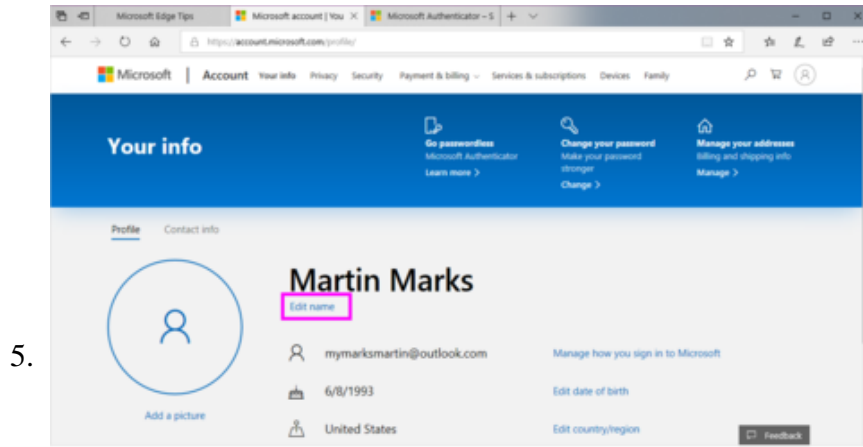 Microsoft Edge Tips
Microsoft account | You
Microsoft Authenticator – S
https://account.microsoft.com/profile/
Microsoft | Account Your info Privacy Security Payment & billing Services & subscriptions Devices Family
Your info
Go passwordless
Microsoft Authenticator
Learn more >
Change your password
Make your password
stronger
Change >
Manage your addresses
Billing and shipping info
Manage >
Profile Contact info
Martin Marks
Edit name
5.
mymarksmartin@outlook.com Manage how you sign in to Microsoft
6/8/1993 Edit date of birth
Add a picture
United States Edit country/region
Feedback